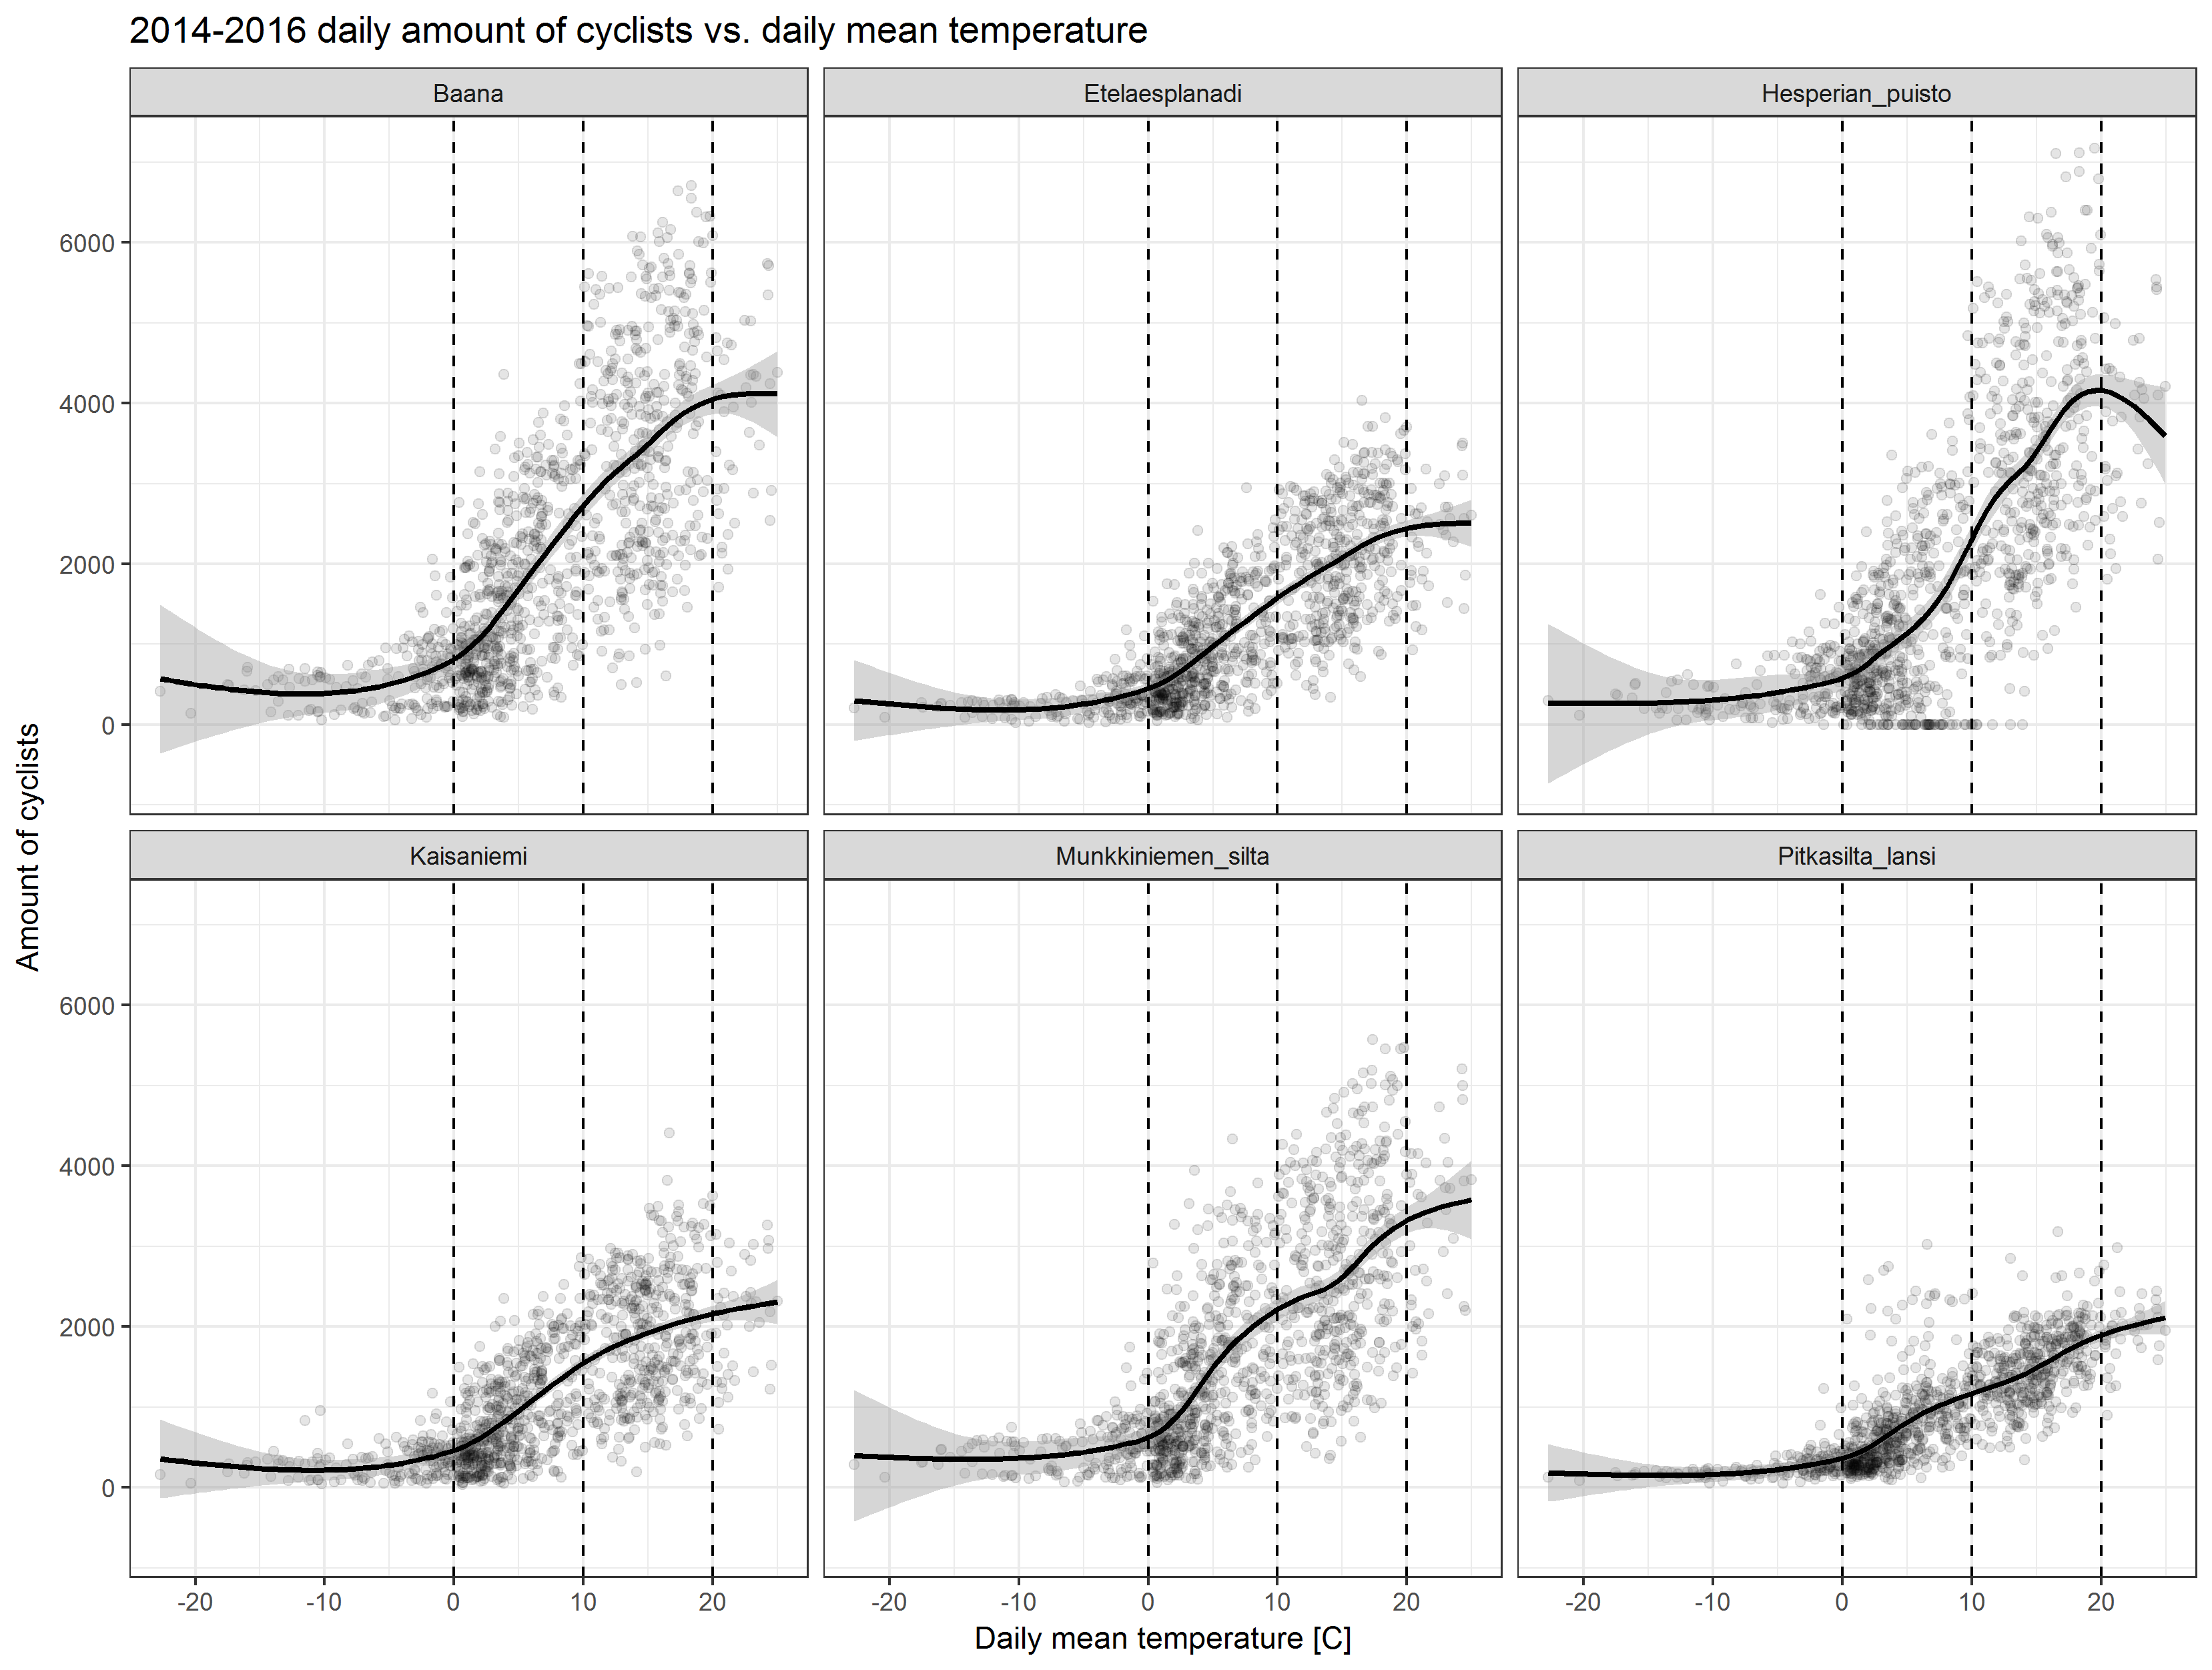 2014-2016 daily amount of cyclists vs. daily mean temperature
Baana
Etelaesplanadi
Hesperian_puisto
6000
4000
2000
0
Amount of cyclists
Kaisaniemi
Munkkiniemen_silta
Pitkasilta_lansi
6000
4000
2000
0
-20 -10 0 10 20
-20 -10 0 10 20
-20 -10 0 10 20
Daily mean temperature [C]